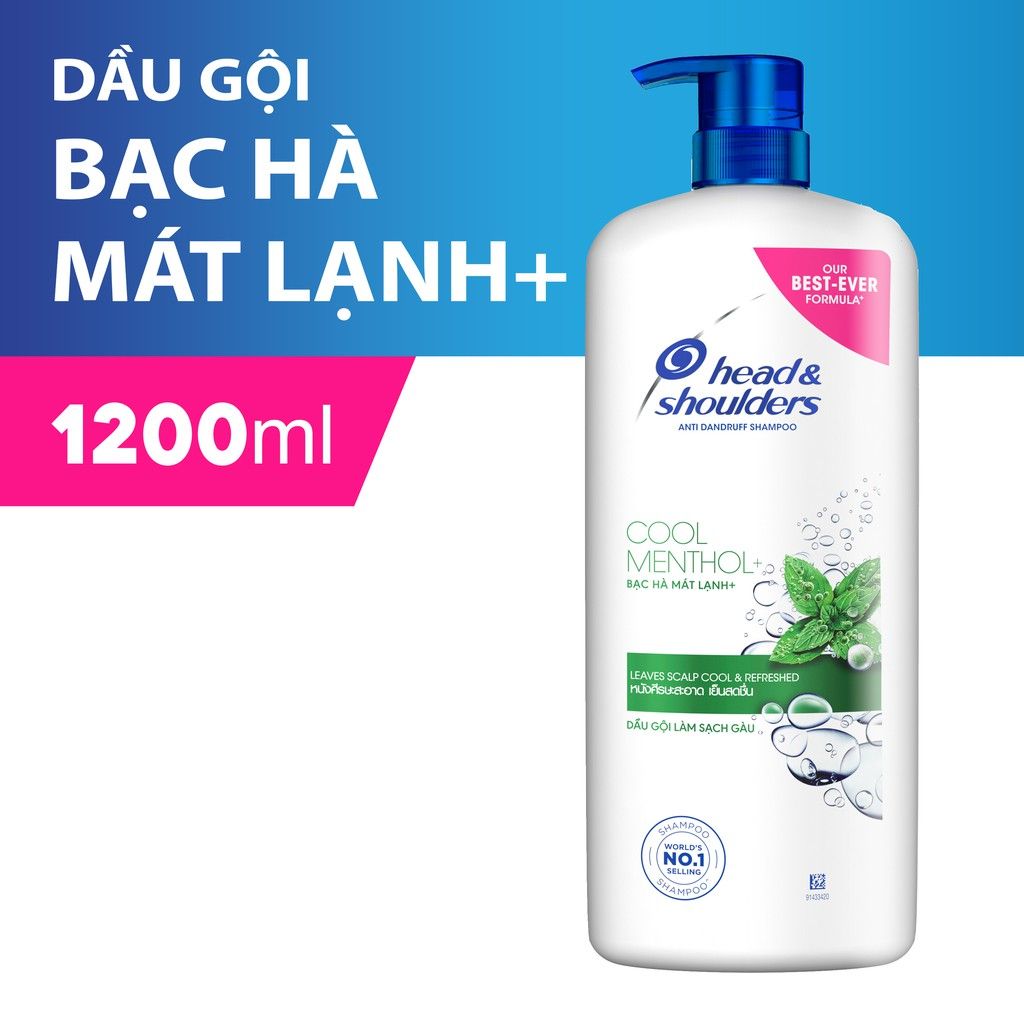 DẦU GỘI
BẠC HÀ
MÁT LẠNH+
1200ml
OUR
BEST-EVER
FORMULA+
head &
shoulders
ANTI DANDRUFF SHAMPOO
COOL
MENTHOL+
BẠC HÀ MÁT LẠNH+
LEAVES SCALP COOL & REFRESHED
หนังศีรษะสะอาด เย็นสดชื่น
DẦU GỘI LÀM SẠCH GÀU
SHAMPOO
WORLD'S
NO.1
SELLING
SHAMPOO^
91433420